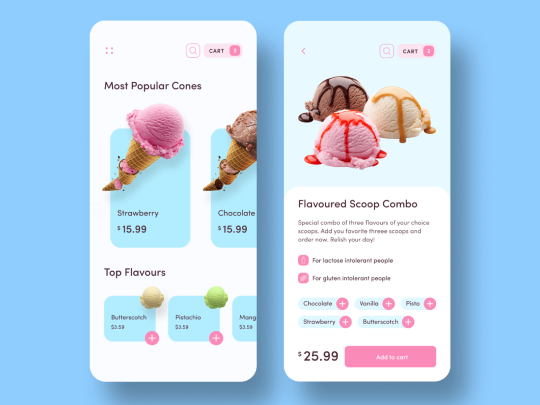 CART
Most Popular Cones
Strawberry
$15.99
Chocolate
$15.99
Top Flavours
Butterscotch
$3.59
Pistachio
$3.59
Mang
$3.59
CART 2
Flavoured Scoop Combo
Special combo of three flavours of your choice
scoops. Add you favorite threee scoops and
order now. Relish your day!
For lactose intolerant people
For gluten intolerant people
Chocolate +
Vanilla +
Pista +
Strawberry +
Butterscotch +
$25.99
Add to cart